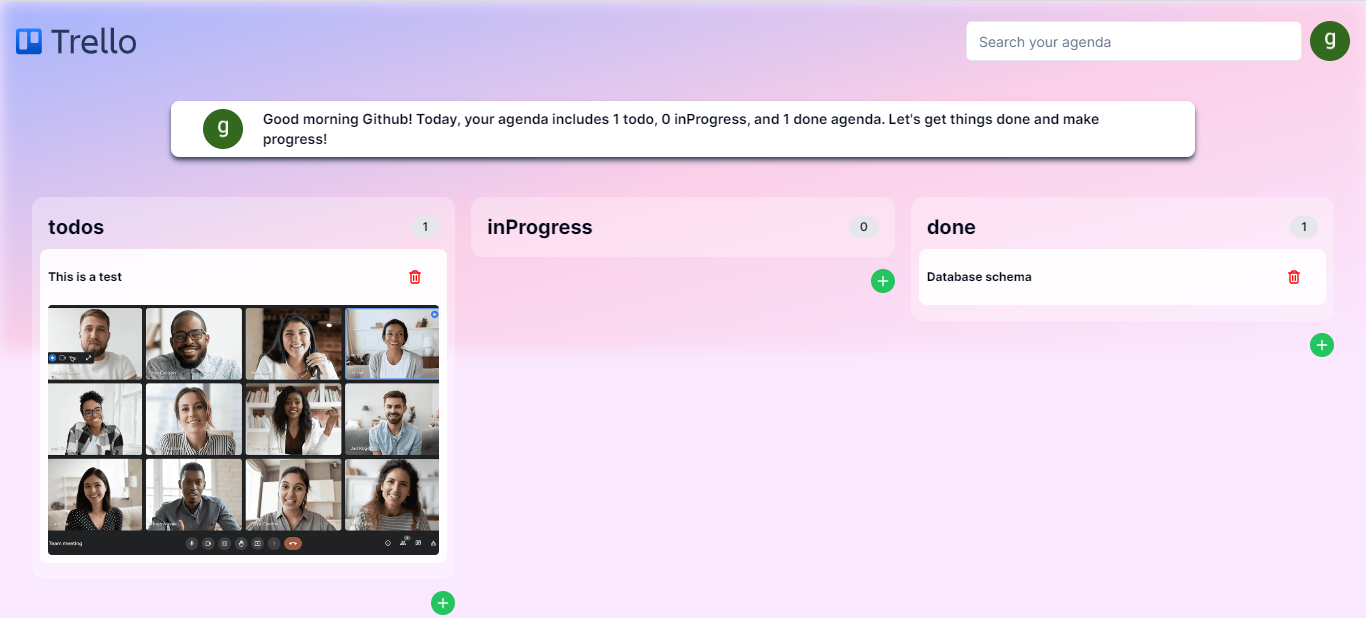 Trello
Search your agenda
g
g
Good morning Github! Today, your agenda includes 1 todo, 0 inProgress, and 1 done agenda. Let's get things done and make
progress!
todos
1
This is a test
Team meeting
inProgress
0
done
1
Database schema